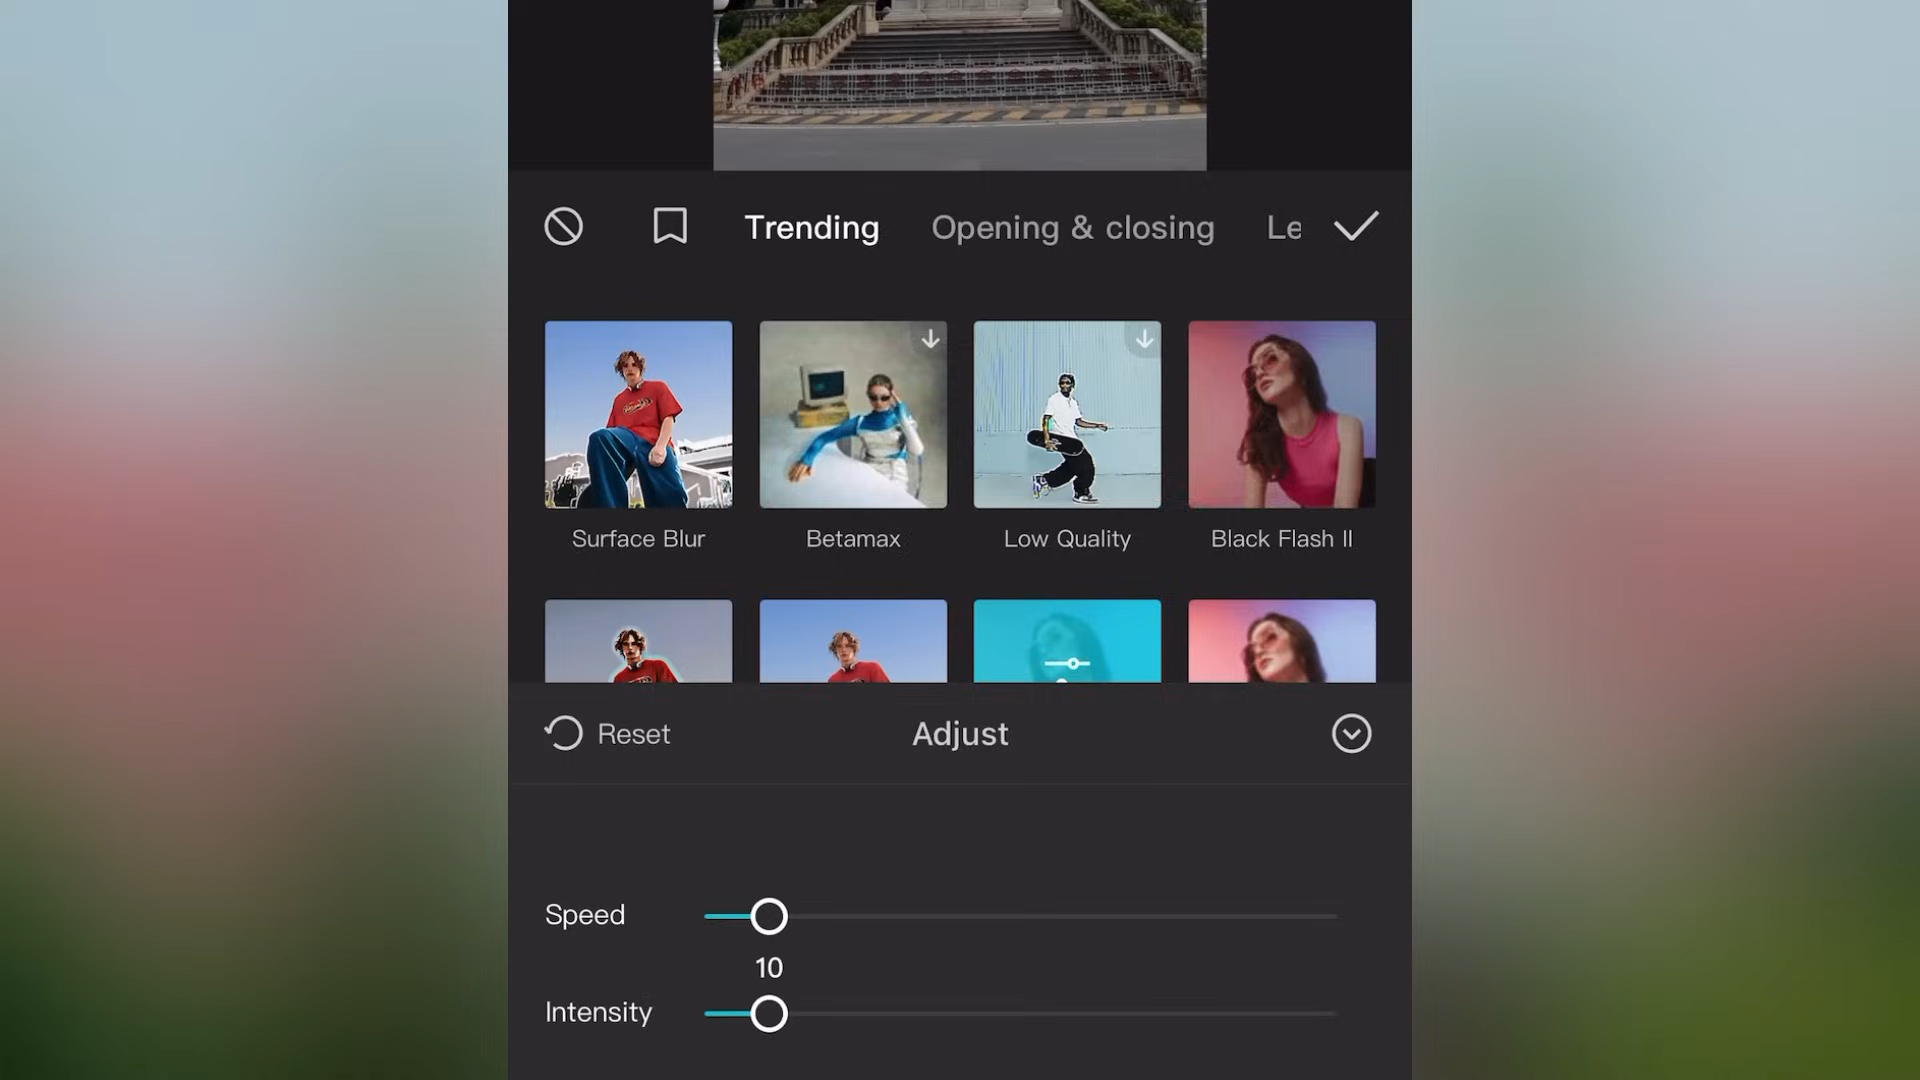 Trending Opening & closing Le
Surface Blur Betamax Low Quality Black Flash II
Reset Adjust
Speed
10
Intensity